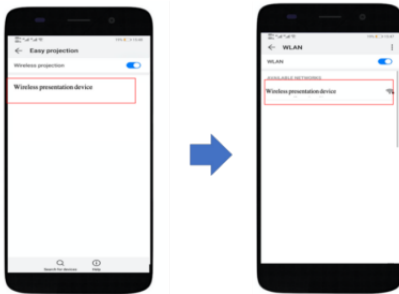 Easy projection
Wireless projection
Wireless presentation device
Search for devices
Help
WLAN
WLAN
AVAILABLE NETWORKS
Wireless presentation device